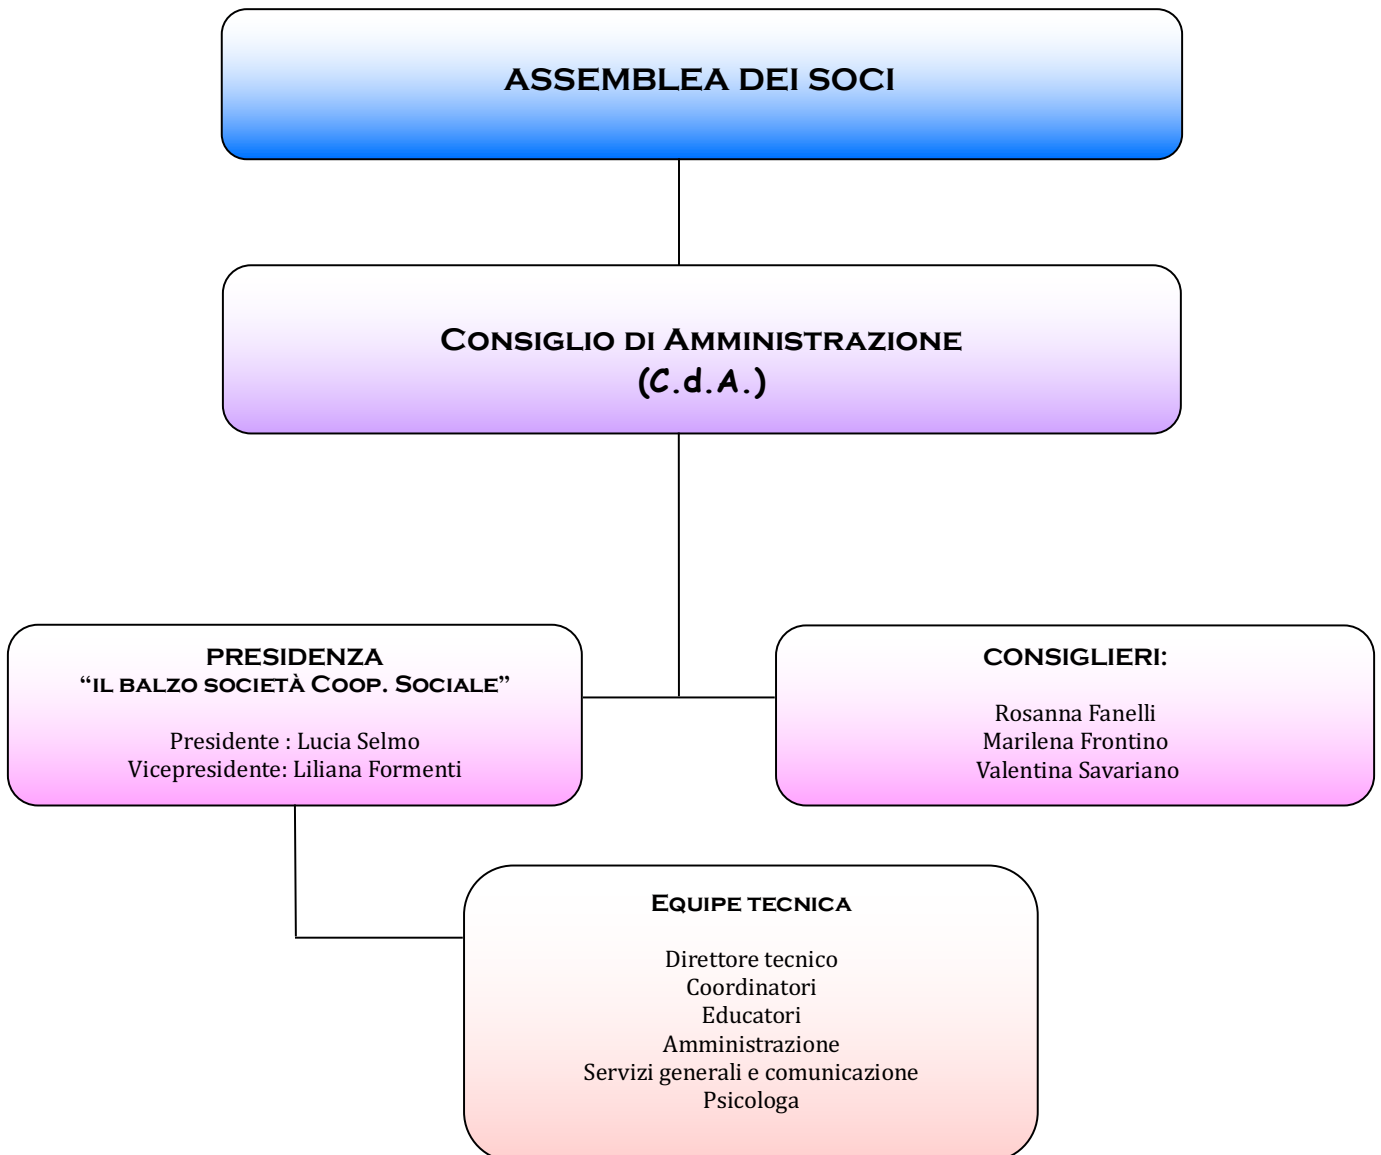 ASSEMBLEA DEI SOCI
Consiglio di Amministrazione
(C.d.A.)
PRESIDENZA
“il balzo società Coop. Sociale”
Presidente : Lucia Selmo
Vicepresidente: Liliana Formenti
CONSIGLIERI:
Rosanna Fanelli
Marilena Frontino
Valentina Savariano
Equipe tecnica
Direttore tecnico
Coordinatori
Educatori
Amministrazione
Servizi generali e comunicazione
Psicologa